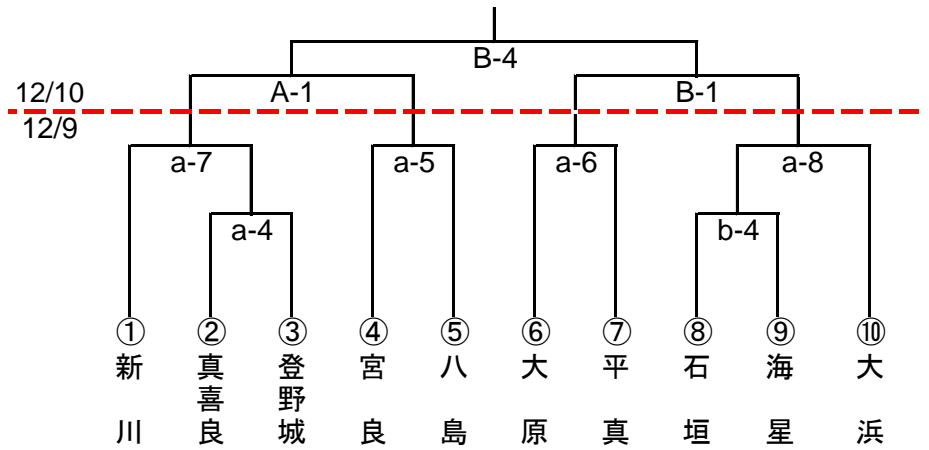 B-4
12/10
A-1
B-1
12/9
a-7
a-5
a-6
a-8
a-4
b-4
① ② ③ ④ ⑤ ⑥ ⑦ ⑧ ⑨ ⑩
新川
真喜良
登野城
宮良
八島
大原
平真
石垣
海星
大浜